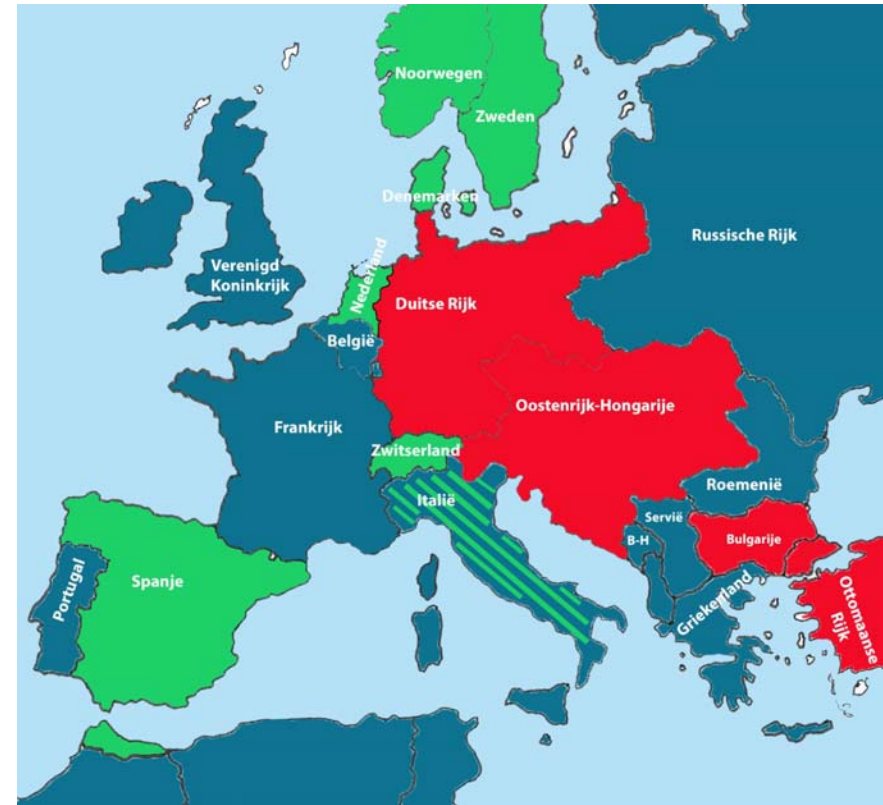 Noorwegen
Zweden
Denemarken
Russische Rijk
Verenigd
Koninkrijk
Nederland
Duitse Rijk
België
Oostenrijk-Hongarije
Frankrijk
Zwitserland
Roemenië
Italië
Servië
B-H
Bulgarije
Spanje
Portugal
Griekenland
Ottomaanse
Rijk